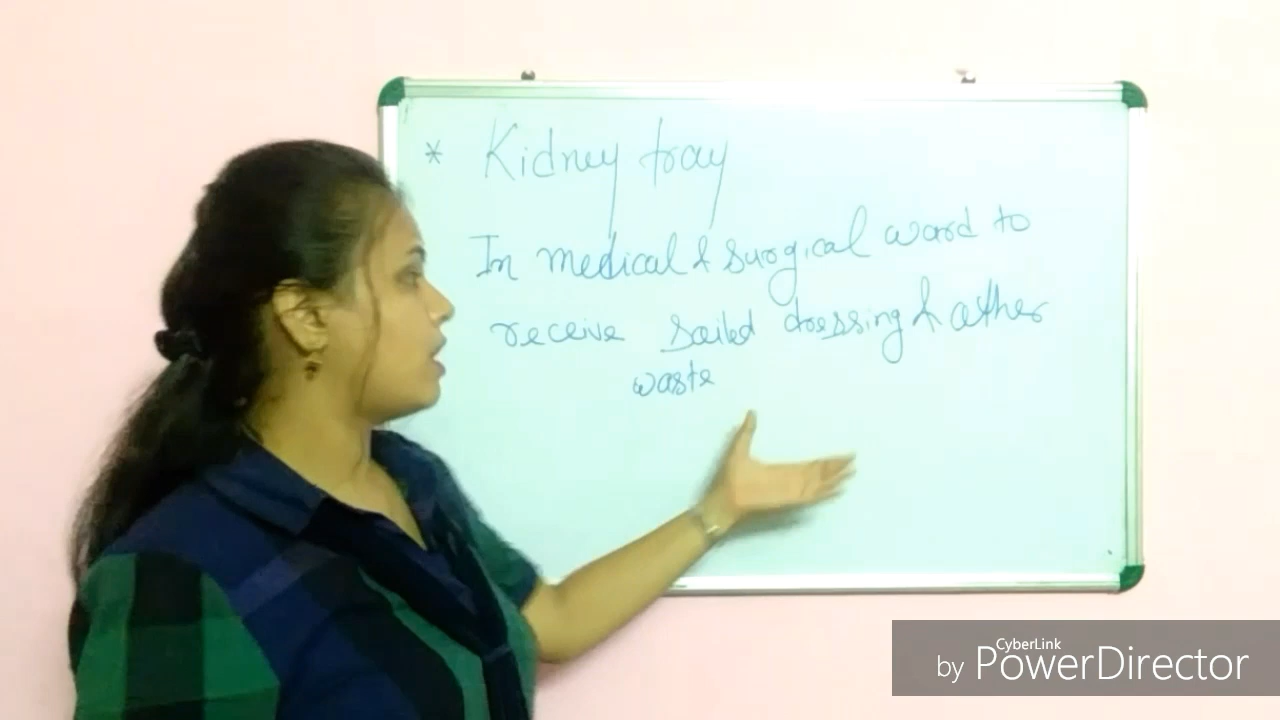 * Kidney tray
In medical & surgical ward to
receive soiled dressing & other
waste
CyberLink
by PowerDirector